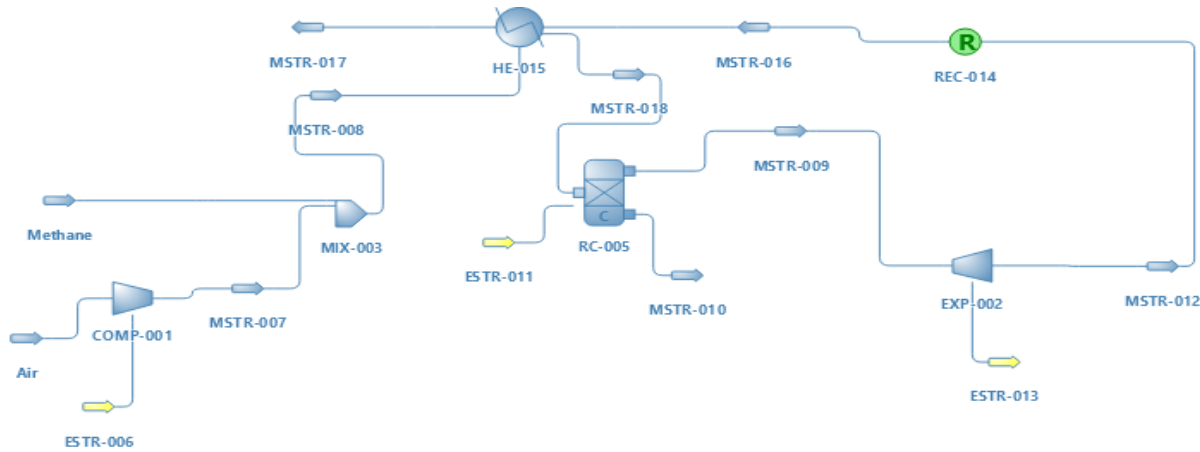 R
MSTR-017
HE-015
MSTR-016
REC-014
MSTR-008
MSTR-018
MSTR-009
Methane
MIX-003
C
RC-005
ESTR-011
MSTR-007
MSTR-010
EXP-002
MSTR-012
COMP-001
Air
ESTR-013
ESTR-006